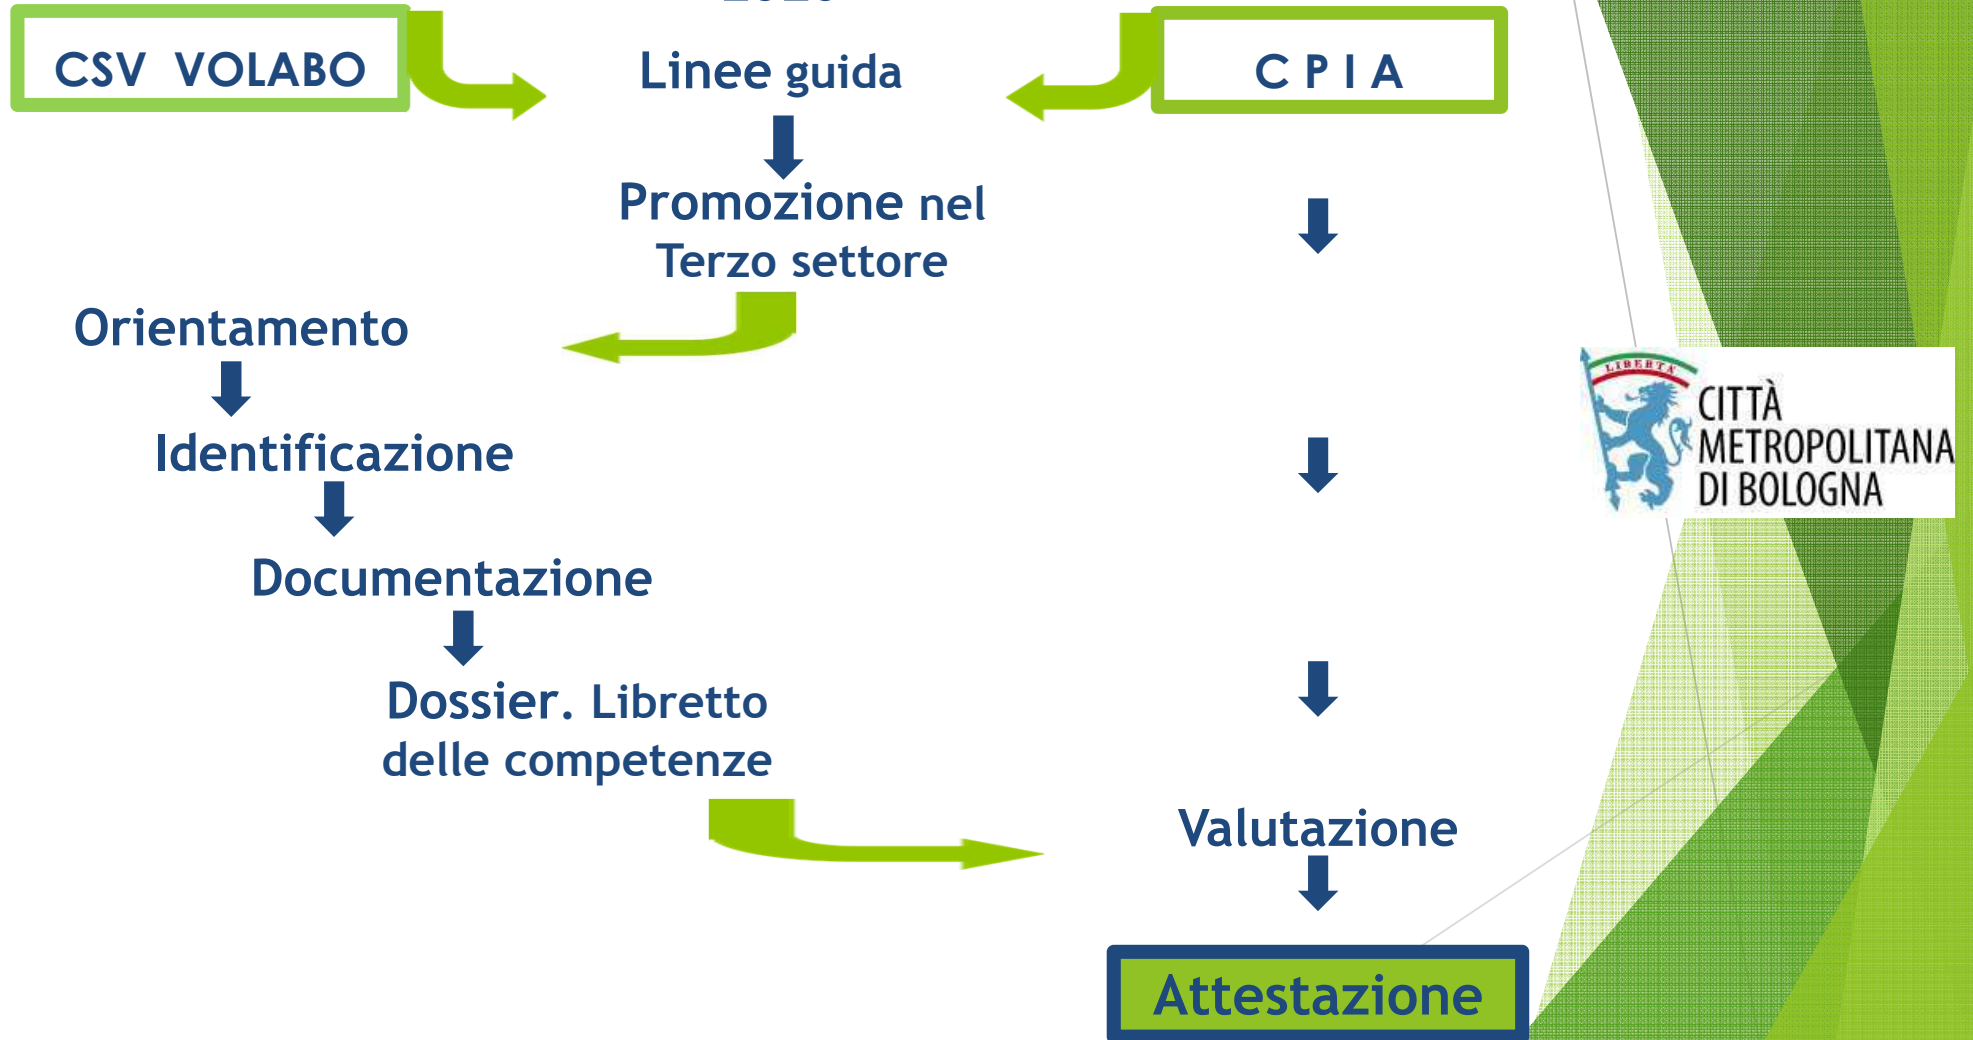 CSV VOLABO
Linee guida
C P I A
Promozione nel
Terzo settore
Orientamento
Identificazione
Documentazione
Dossier. Libretto
delle competenze
Valutazione
Attestazione
LIBERTÀ
CITTÀ
METROPOLITANA
DI BOLOGNA